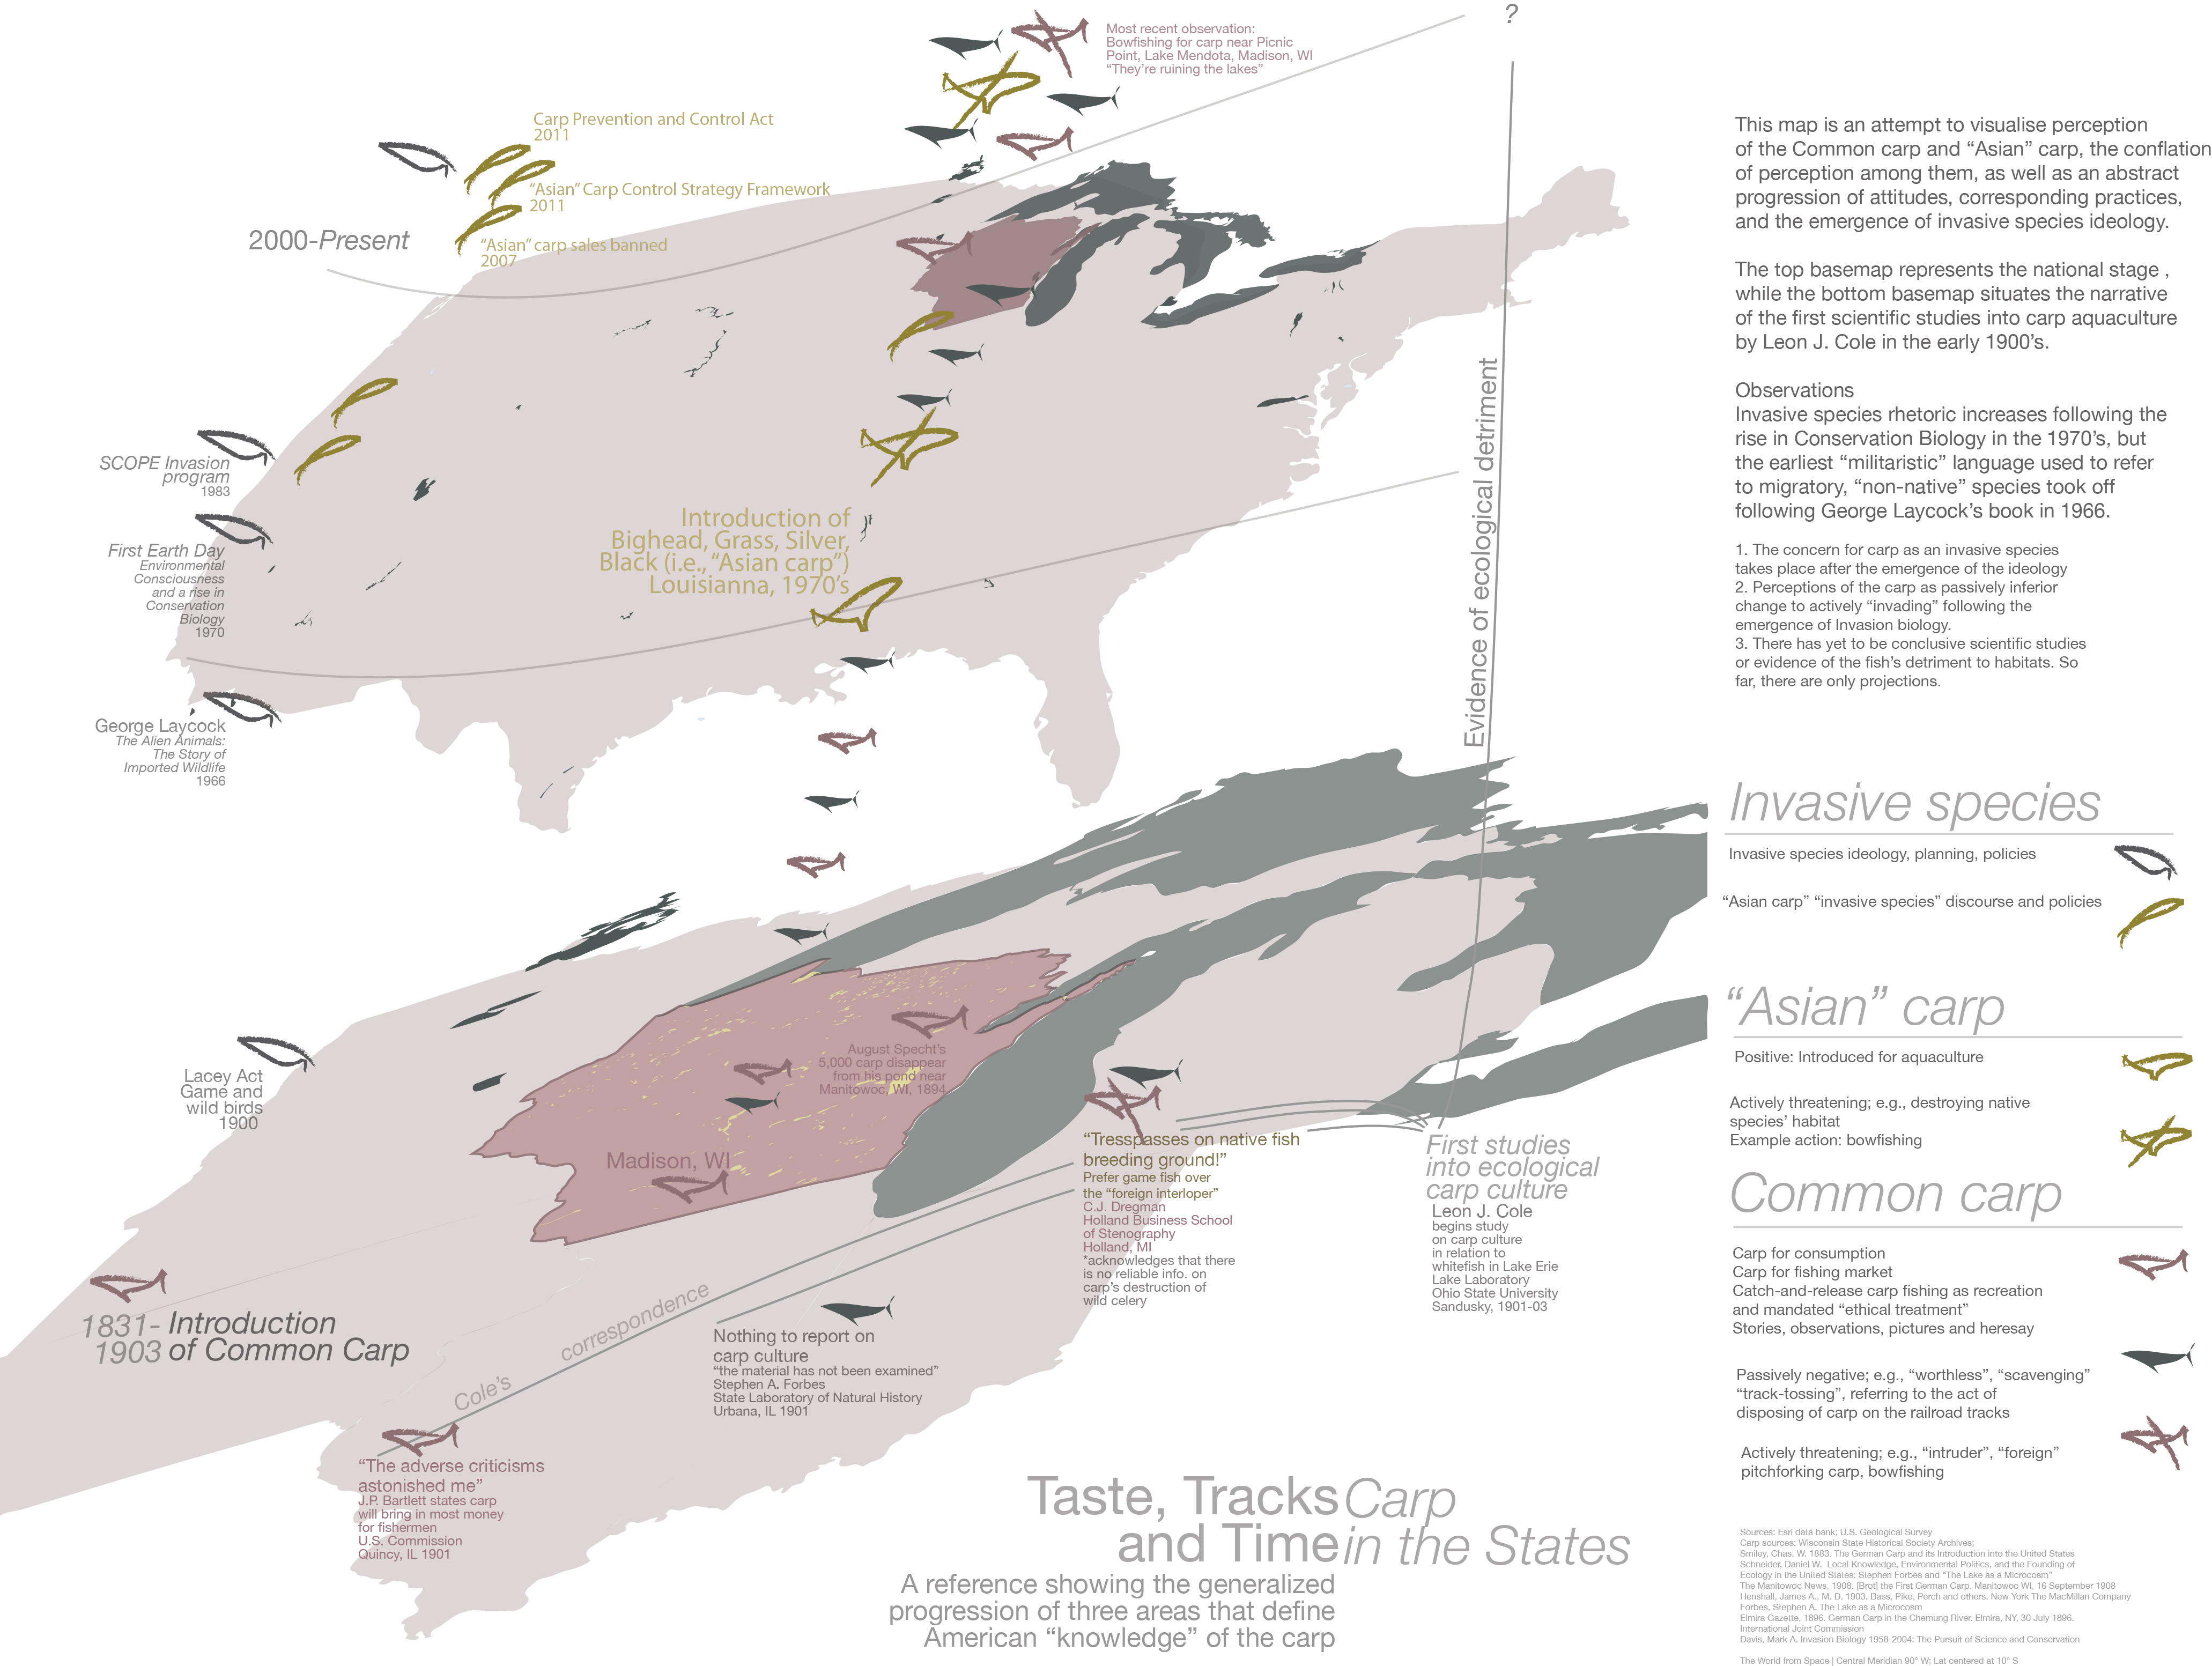 ?
Most recent observation:
Bowfishing for carp near Picnic
Point, Lake Mendota, Madison, WI
“They’re ruining the lakes”
Carp Prevention and Control Act
2011
“Asian” Carp Control Strategy Framework
2011
“Asian” carp sales banned
2007
2000-Present
SCOPE Invasion
program
1983
First Earth Day
Environmental
Consciousness
and a rise in
Conservation
Biology
1970
George Laycock
The Alien Animals:
The Story of
Imported Wildlife
1966
Introduction of
Bighead, Grass, Silver,
Black (i.e., “Asian carp”)
Louisianna, 1970’s
Evidence of ecological detriment
Lacey Act
Game and
wild birds
1900
August Specht’s
5,000 carp disappear
from his pond near
Manitowoc, WI, 1894
Madison, WI
1831- Introduction
1903 of Common Carp
Cole’s correspondence
“The adverse criticisms
astonished me”
J.P. Bartlett states carp
will bring in most money
for fishermen
U.S. Commission
Quincy, IL 1901
Nothing to report on
carp culture
“the material has not been examined”
Stephen A. Forbes
State Laboratory of Natural History
Urbana, IL 1901
“Tresspasses on native fish
breeding ground!”
Prefer game fish over
the “foreign interloper”
C.J. Dregman
Holland Business School
of Stenography
Holland, MI
*acknowledges that there
is no reliable info. on
carp’s destruction of
wild celery
First studies
into ecological
carp culture
Leon J. Cole
begins study
on carp culture
in relation to
whitefish in Lake Erie
Lake Laboratory
Ohio State University
Sandusky, 1901-03
Taste, Tracks Carp
and Time in the States
A reference showing the generalized
progression of three areas that define
American “knowledge” of the carp
This map is an attempt to visualise perception
of the Common carp and “Asian” carp, the conflation
of perception among them, as well as an abstract
progression of attitudes, corresponding practices,
and the emergence of invasive species ideology.
The top basemap represents the national stage ,
while the bottom basemap situates the narrative
of the first scientific studies into carp aquaculture
by Leon J. Cole in the early 1900’s.
Observations
Invasive species rhetoric increases following the
rise in Conservation Biology in the 1970’s, but
the earliest “militaristic” language used to refer
to migratory, “non-native” species took off
following George Laycock’s book in 1966.
1. The concern for carp as an invasive species
takes place after the emergence of the ideology
2. Perceptions of the carp as passively inferior
change to actively “invading” following the
emergence of Invasion biology.
3. There has yet to be conclusive scientific studies
or evidence of the fish’s detriment to habitats. So
far, there are only projections.
Invasive species
Invasive species ideology, planning, policies
“Asian carp” “invasive species” discourse and policies
“Asian” carp
Positive: Introduced for aquaculture
Actively threatening; e.g., destroying native
species’ habitat
Example action: bowfishing
Common carp
Carp for consumption
Carp for fishing market
Catch-and-release carp fishing as recreation
and mandated “ethical treatment”
Stories, observations, pictures and heresay
Passively negative; e.g., “worthless”, “scavenging”
“track-tossing”, referring to the act of
disposing of carp on the railroad tracks
Actively threatening; e.g., “intruder”, “foreign”
pitchforking carp, bowfishing
Sources: Esri data bank; U.S. Geological Survey
Carp sources: Wisconsin State Historical Society Archives;
Smiley, Chas. W. 1883. The German Carp and its Introduction into the United States
Schneider, Daniel W.  Local Knowledge, Environmental Politics, and the Founding of
Ecology in the United States: Stephen Forbes and “The Lake as a Microcosm”
The Manitowoc News, 1908. [Brot] the First German Carp. Manitowoc WI, 16 September 1908
Henshall, James A., M. D. 1903. Bass, Pike, Perch and others. New York The MacMillan Company
Forbes, Stephen A. The Lake as a Microcosm
Elmira Gazette, 1896. German Carp in the Chemung River. Elmira, NY, 30 July 1896.
International Joint Commission
Davis, Mark A. Invasion Biology 1958-2004: The Pursuit of Science and Conservation
The World from Space | Central Meridian 90° W; Lat centered at 10° S